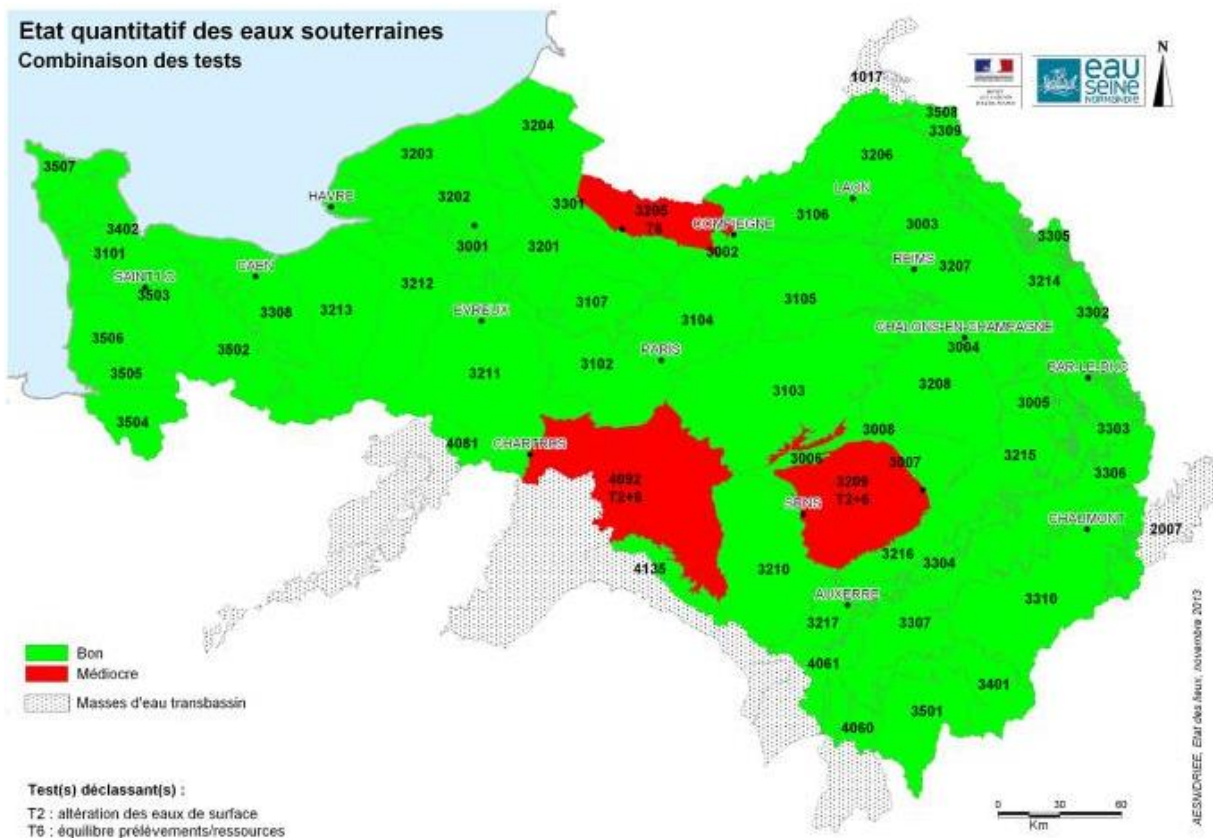 Etat quantitatif des eaux souterraines
Combinaison des tests
eau
SEINE
NORMANDIE
N
1017
3508
3309
3204
3203
3206
3507
LAON
HAVRE
3202
3301
3205
T6
COMPIEGNE
3106
3003
3402
3001
3201
3002
3305
3101
CAEN
REIMS
3207
SAINT LO
3503
3212
3214
3107
3105
3308
3213
EVREUX
3104
3302
CHALONS-EN-CHAMPAGNE
3506
3502
PARIS
3004
3102
3505
3211
3208
BAR-LE-DUC
3103
3005
3504
3008
3303
4081
CHARTRES
3006
3007
3215
3306
4092
T2+6
3209
T2+6
SENS
CHAUMONT
2007
4135
3210
3216
3304
AUXERRE
3310
3217
3307
Bon
Médiocre
Masses d'eau transbassin
4061
3401
3501
4060
Test(s) déclassant(s) :
T2 : altération des eaux de surface
T6 : équilibre prélèvements/ressources
0 30 60
Km
AESN/DRIEE, Etat des lieux, novembre 2013